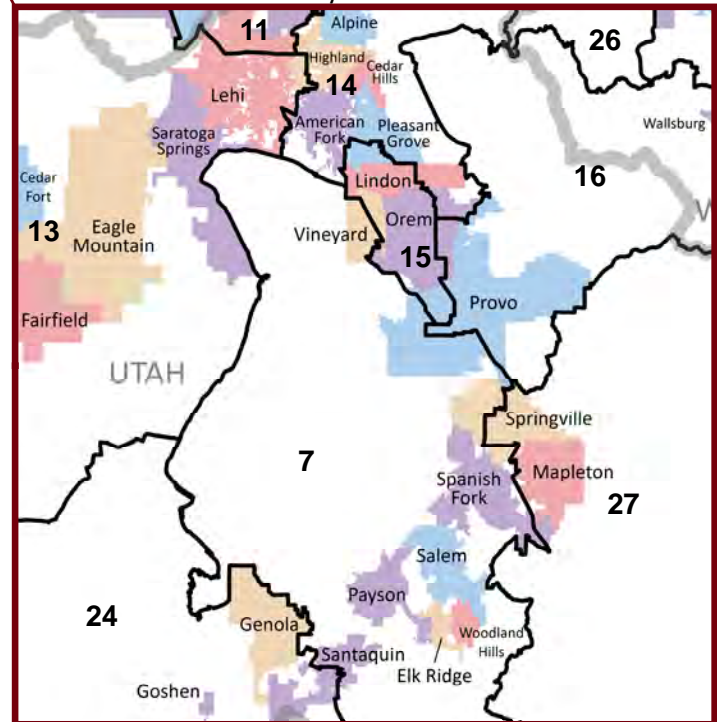 Alpine
11
26
Highland
Cedar
Hills
Lehi
14
American
Fork
Pleasant
Grove
Saratoga
Springs
Wallsburg
16
Cedar
Fort
Lindon
W
13
Eagle
Mountain
Vineyard
Orem
15
Provo
Fairfield
UTAH
Springville
7
Spanish
Fork
Mapleton
27
Salem
Payson
24
Genola
Woodland
Hills
Santaquin
Elk Ridge
Goshen